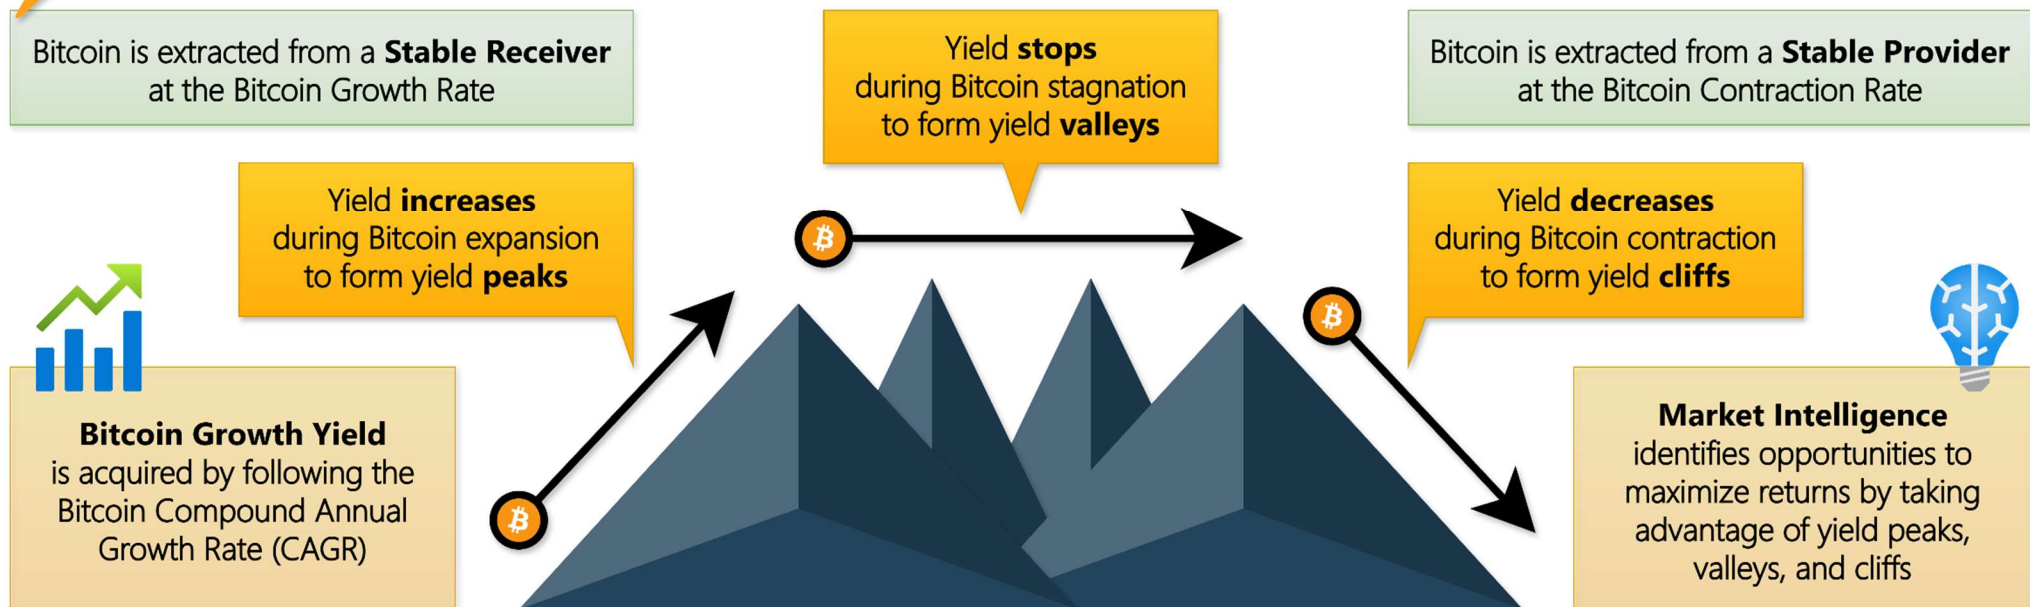 Bitcoin is extracted from a Stable Receiver
at the Bitcoin Growth Rate
Yield stops
during Bitcoin stagnation
to form yield valleys
Bitcoin is extracted from a Stable Provider
at the Bitcoin Contraction Rate
Yield increases
during Bitcoin expansion
to form yield peaks
Yield decreases
during Bitcoin contraction
to form yield cliffs
Bitcoin Growth Yield
is acquired by following the
Bitcoin Compound Annual
Growth Rate (CAGR)
Market Intelligence
identifies opportunities to
maximize returns by taking
advantage of yield peaks,
valleys, and cliffs